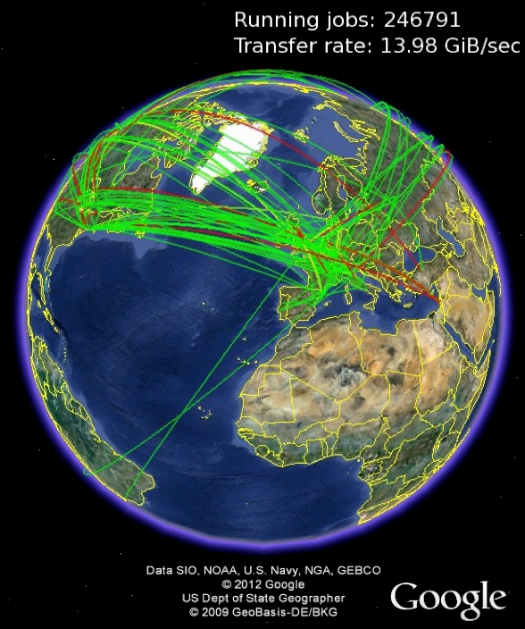 Running jobs: 246791
Transfer rate: 13.98 GiB/sec
Data SIO, NOAA, U.S. Navy, NGA, GEBCO
© 2012 Google
US Dept of State Geographer
© 2009 GeoBasis-DE/BKG
Google